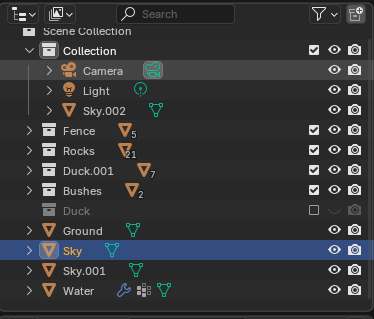 Search
Scene Collection
Collection
Camera
Light
Sky.002
Fence 5
Rocks 21
Duck.001 7
Bushes 2
Duck
Ground
Sky
Sky.001
Water